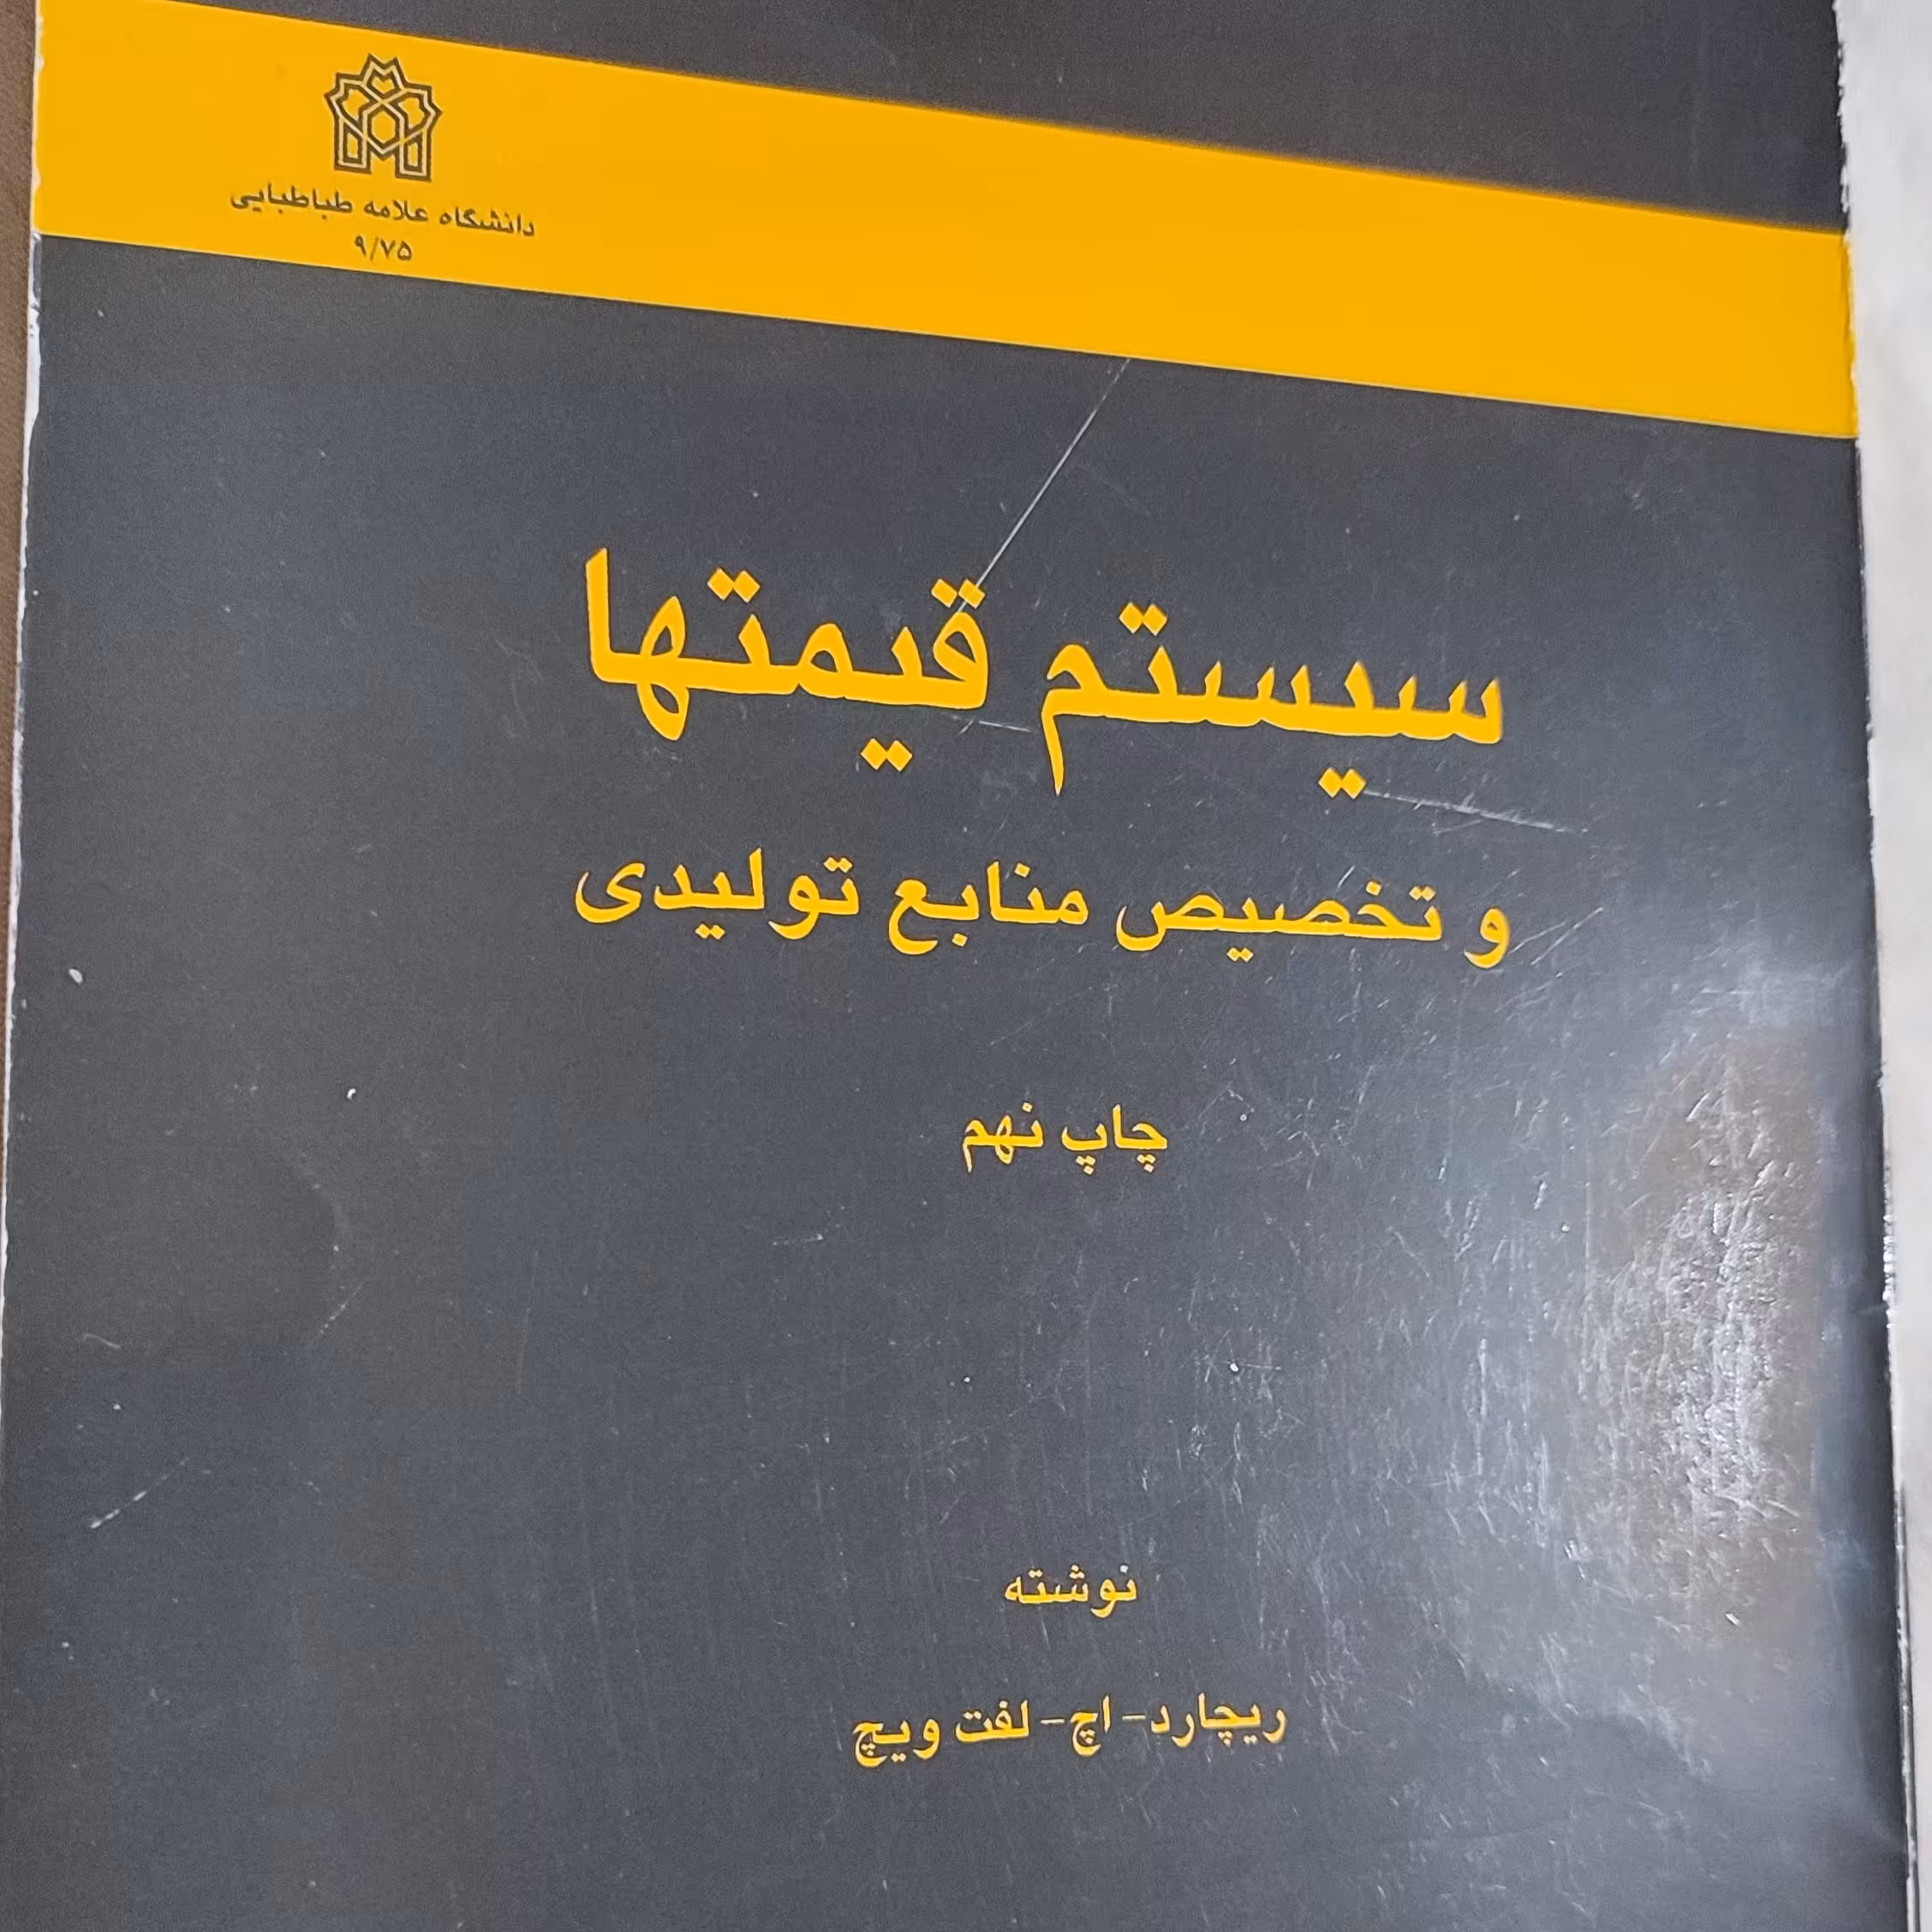 دانشگاه علامه طباطبایی
۹/۷۵
سیستم قیمتها
و تخصیص منابع تولیدی
چاپ نهم
نوشته
ریچارد- اچ- لفت ویچ